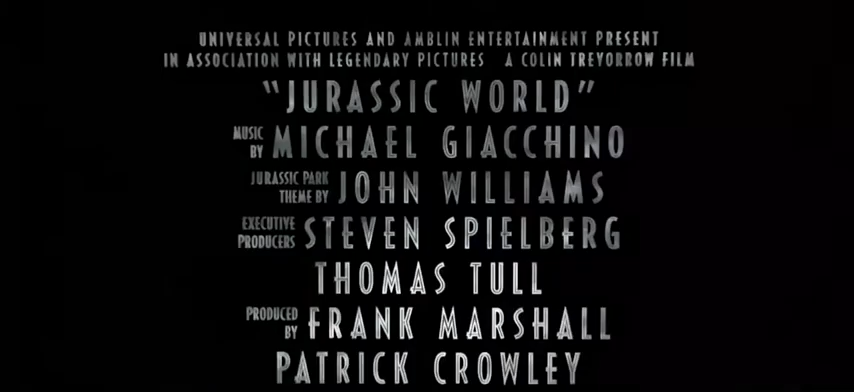 UNIVERSAL PICTURES AND AMBLIN ENTERTAINMENT PRESENT
IN ASSOCIATION WITH LEGENDARY PICTURES A COLIN TREVORROW FILM
"JURASSIC WORLD"
MUSIC BY MICHAEL GIACCHINO
JURASSIC PARK THEME BY JOHN WILLIAMS
EXECUTIVE PRODUCERS STEVEN SPIELBERG
THOMAS TULL
PRODUCED BY FRANK MARSHALL
PATRICK CROWLEY